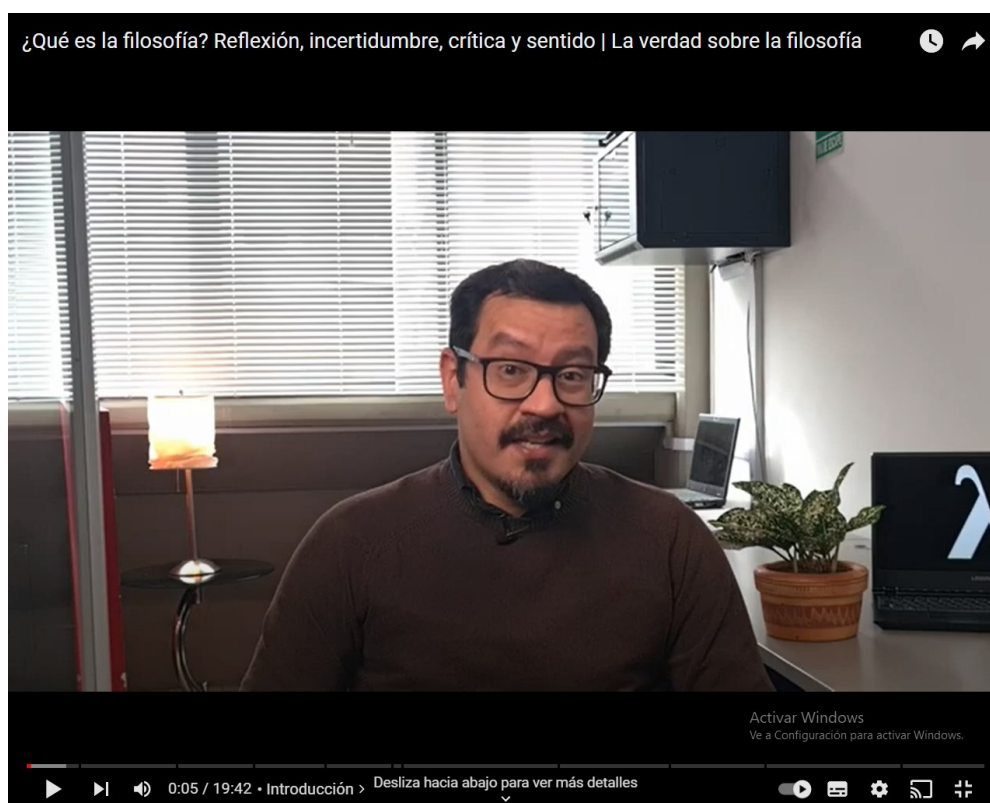 ¿Qué es la filosofía? Reflexión, incertidumbre, crítica y sentido | La verdad sobre la filosofía
λ
Activar Windows
Ve a Configuración para activar Windows.
0:05 / 19:42 • Introducción >
Desliza hacia abajo para ver más detalles